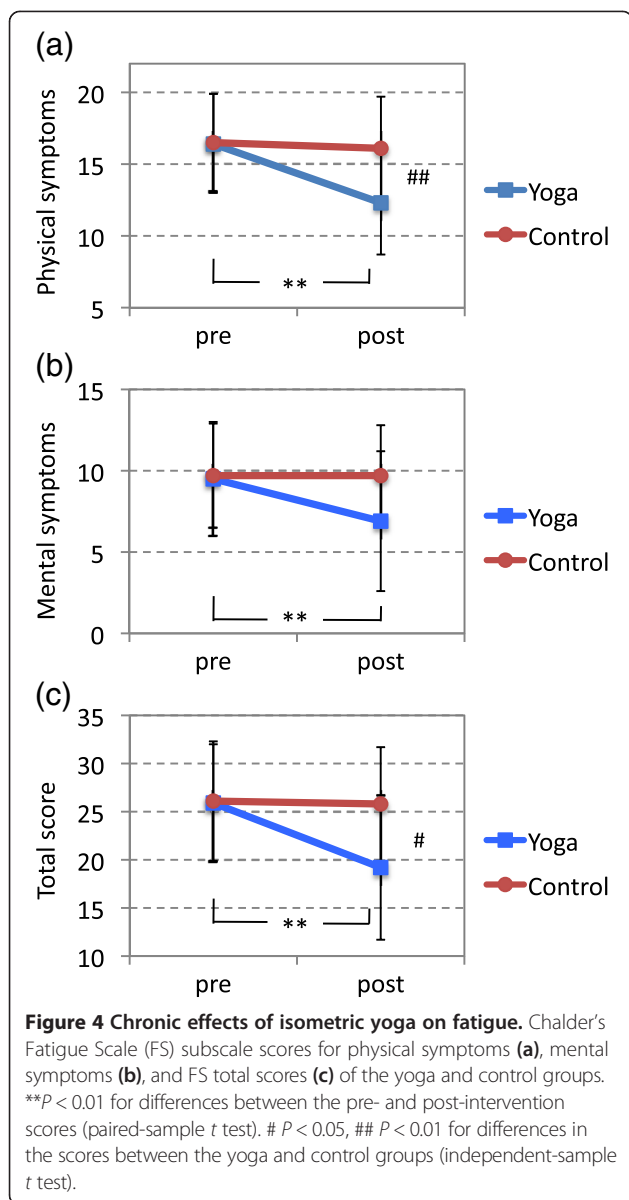 (a)
Physical symptoms
20
15
10
5
##
**
pre
post
Yoga
Control
(b)
Mental symptoms
15
10
5
0
**
pre
post
Yoga
Control
(c)
Total score
35
30
25
20
15
10
#
**
pre
post
Yoga
Control
Figure 4 Chronic effects of isometric yoga on fatigue. Chalder's
Fatigue Scale (FS) subscale scores for physical symptoms (a), mental
symptoms (b), and FS total scores (c) of the yoga and control groups.
**P < 0.01 for differences between the pre- and post-intervention
scores (paired-sample t test). # P < 0.05, ## P < 0.01 for differences in
the scores between the yoga and control groups (independent-sample
t test).